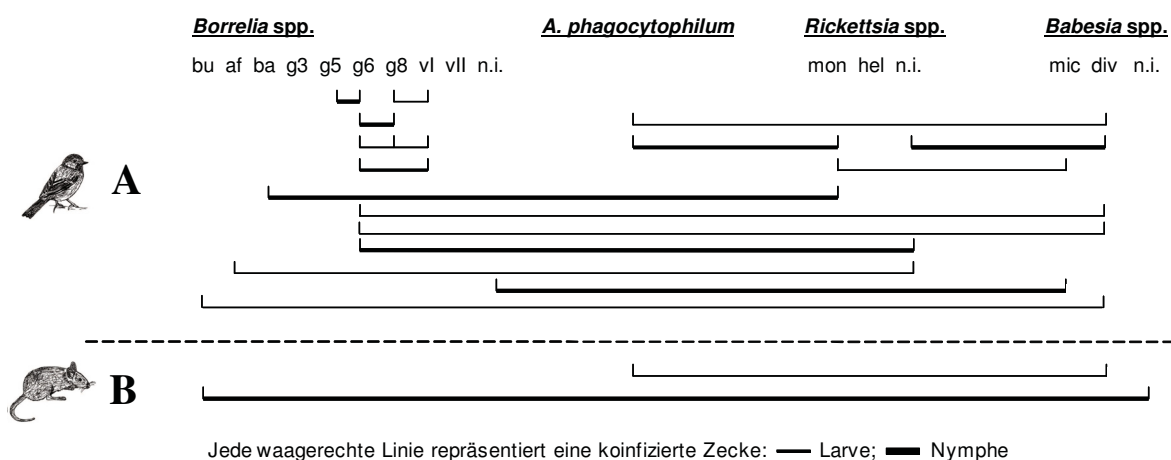 Borrelia spp. A. phagocytophilum Rickettsia spp. Babesia spp.
bu af ba g3 g5 g6 g8 vI vII n.i. mon hel n.i. mic div n.i.
A
B
Jede waagerechte Linie repräsentiert eine koinfizierte Zecke: Larve; Nymphe